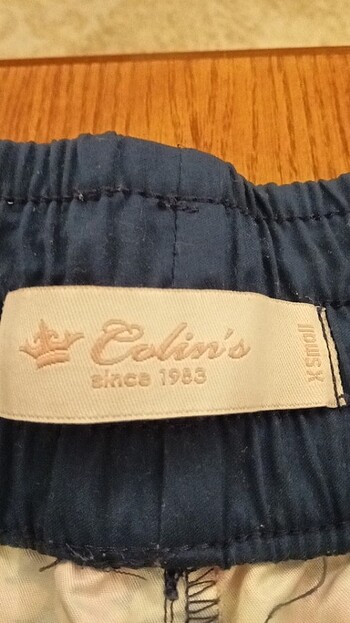 Colin's
since 1983
X Small